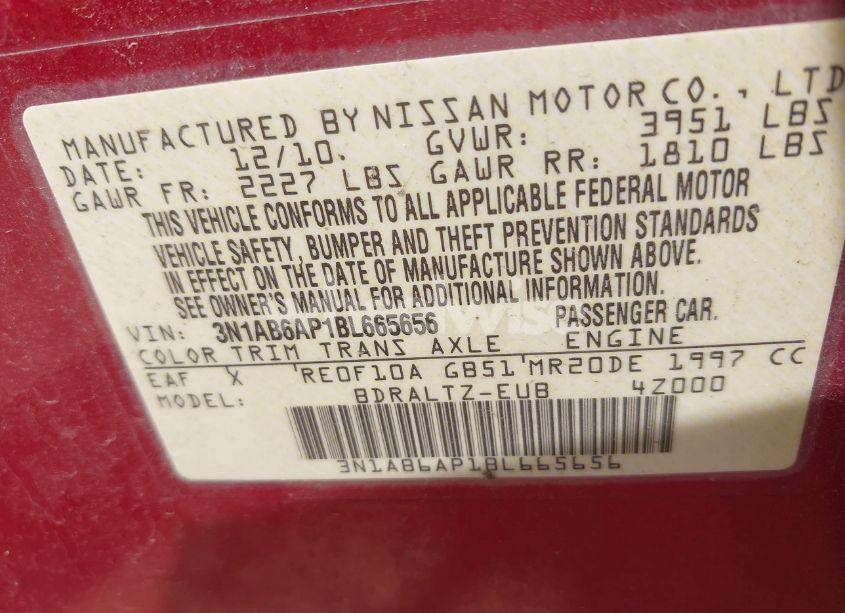 MANUFACTURED BY NISSAN MOTOR CO., LTD
DATE: 12/10. GVWR: 3951 LBS
GAWR FR: 2227 LBS GAWR RR: 1810 LBS
THIS VEHICLE CONFORMS TO ALL APPLICABLE FEDERAL MOTOR
VEHICLE SAFETY, BUMPER AND THEFT PREVENTION STANDARDS
IN EFFECT ON THE DATE OF MANUFACTURE SHOWN ABOVE.
SEE OWNER'S MANUAL FOR ADDITIONAL INFORMATION.
VIN: 3N1AB6AP1BL665656 PASSENGER CAR.
COLOR TRIM TRANS AXLE ENGINE
EAF X RE0F10A GB51 MR20DE 1997 CC
MODEL: BDRALTZ-EUB 4Z000
3N1AB6AP1BL665656